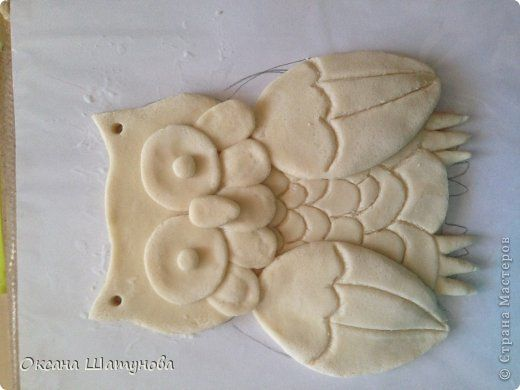 Оксана Шатунова
© Страна Мастеров